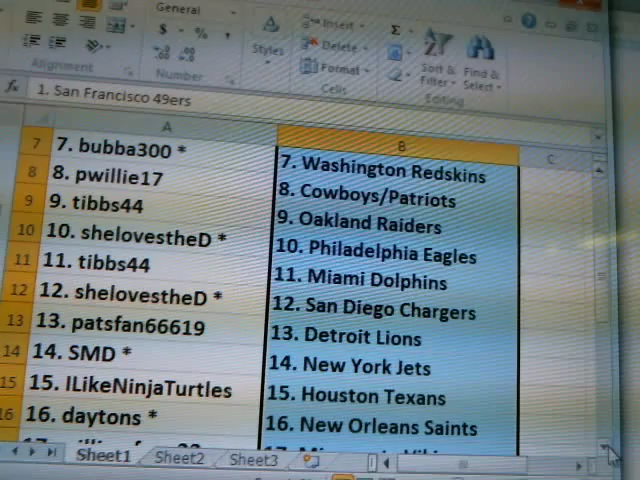 General
Insert
$ % ,
Styles
Delete
Sort & Filter
Find & Select
Format
Alignment
Number
Cells
Editing
fx 1. San Francisco 49ers
A B C
7 7. bubba300 * 7. Washington Redskins
8 8. pwillie17 8. Cowboys/Patriots
9 9. tibbs44 9. Oakland Raiders
10 10. shelovestheD * 10. Philadelphia Eagles
11 11. tibbs44 11. Miami Dolphins
12 12. shelovestheD * 12. San Diego Chargers
13 13. patsfan66619 13. Detroit Lions
14 14. SMD * 14. New York Jets
15 15. ILikeNinjaTurtles 15. Houston Texans
16 16. daytons * 16. New Orleans Saints
Sheet1 Sheet2 Sheet3